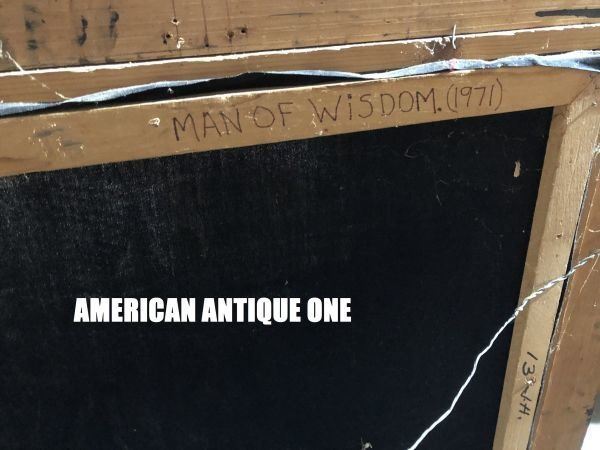 MAN OF WISDOM. (1971)
AMERICAN ANTIQUE ONE